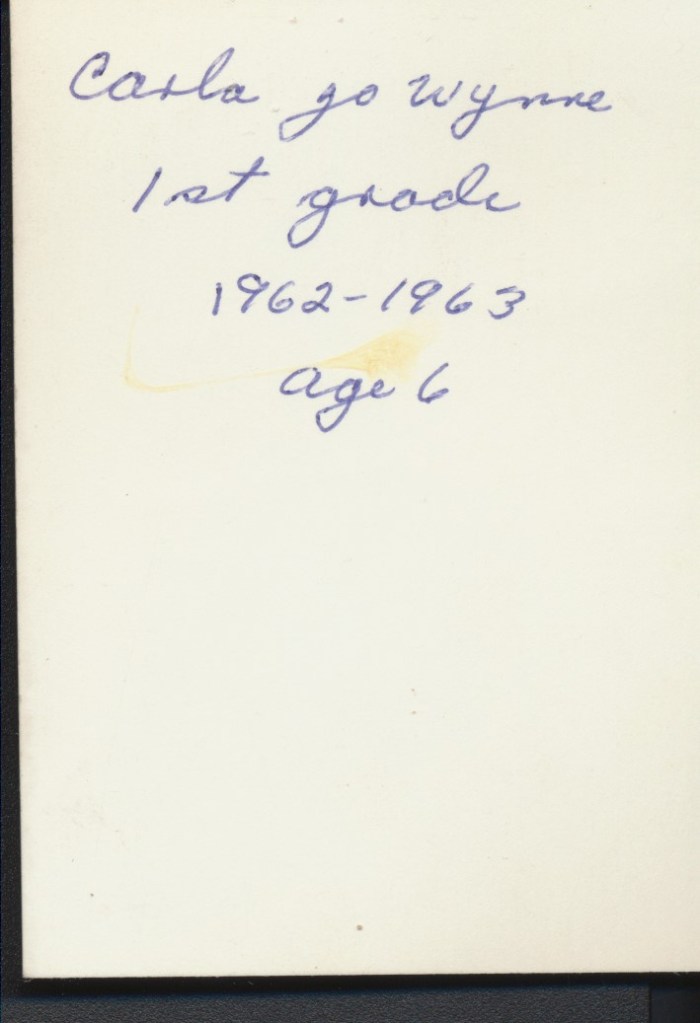 Carla Jo Wynne
1st grade
1962-1963
age 6